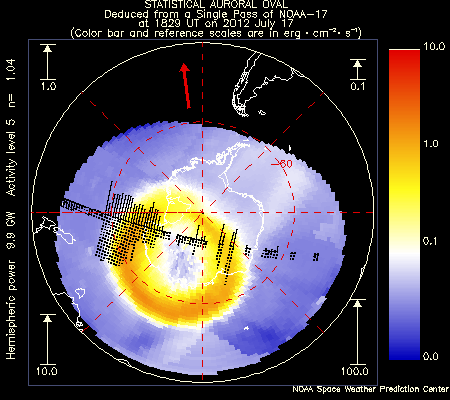 STATISTICAL AURORAL OVAL
Deduced from a Single Pass of NOAA-17
at 1829 UT on 2012 July 17
(Color bar and reference scales are in erg·cm⁻²·s⁻¹)
1.0
0.1
10.0
1.0
0.1
0.0
-60
Hemispheric power 9.9 GW Activity level 5 n= 1.04
10.0
100.0
NOAA Space Weather Prediction Center